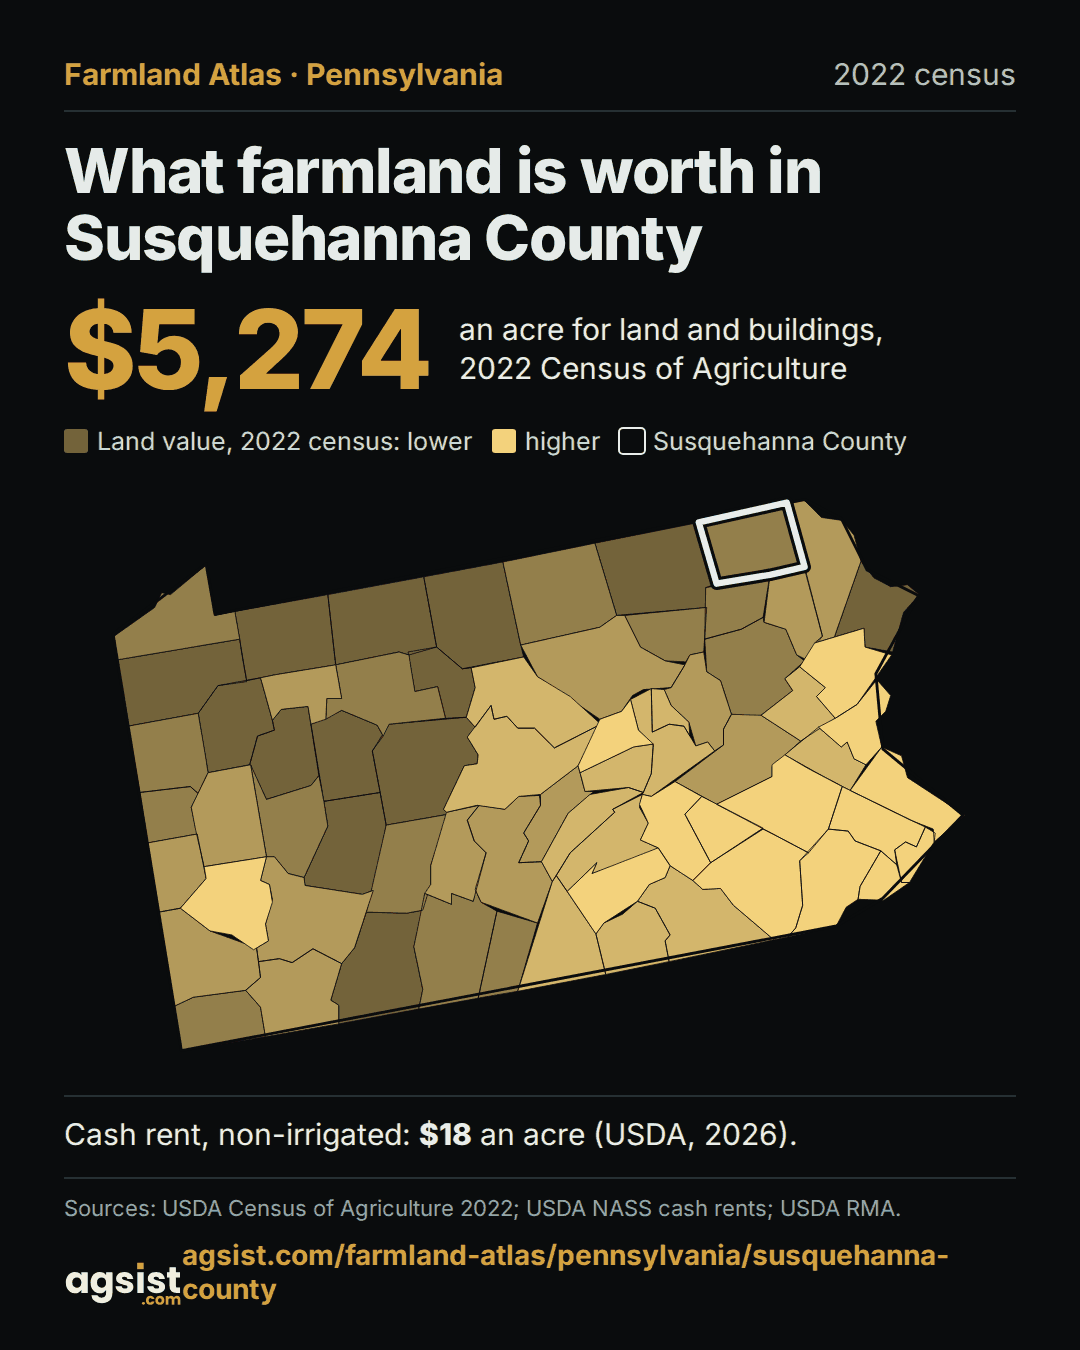 Farmland Atlas · Pennsylvania
2022 census
What farmland is worth in
Susquehanna County
$5,274
an acre for land and buildings,
2022 Census of Agriculture
Land value, 2022 census: lower
higher
Susquehanna County
Cash rent, non-irrigated: $18 an acre (USDA, 2026).
Sources: USDA Census of Agriculture 2022; USDA NASS cash rents; USDA RMA.
agsist
.com
agsist.com/farmland-atlas/pennsylvania/susquehanna-
county